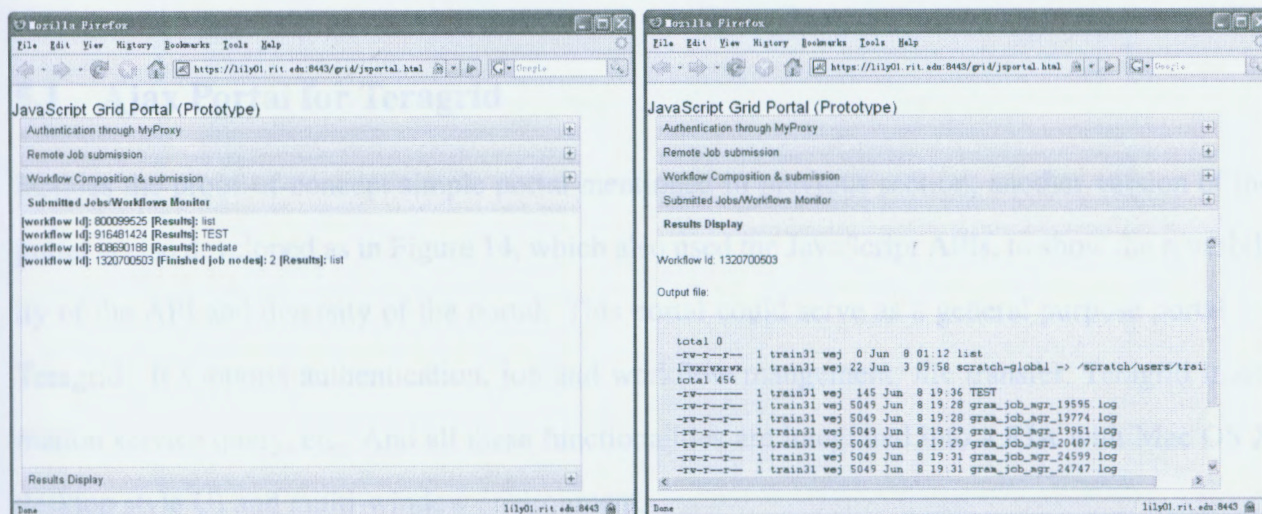 Mozilla Firefox
File Edit View History Bookmarks Tools Help
https://lily01.rit.edu:8443/grid/jsportal.html
Google
JavaScript Grid Portal (Prototype)
Authentication through MyProxy
Remote Job submission
Workflow Composition & submission
Submitted Jobs/Workflows Monitor
[workflow Id]: 800099525 [Results]: list
[workflow Id]: 916481424 [Results]: TEST
[workflow Id]: 808690188 [Results]: thedate
[workflow Id]: 1320700503 [Finished job nodes]: 2 [Results]: list
Results Display
Done
lily01.rit.edu:8443
Mozilla Firefox
File Edit View History Bookmarks Tools Help
https://lily01.rit.edu:8443/grid/jsportal.html
Google
JavaScript Grid Portal (Prototype)
Authentication through MyProxy
Remote Job submission
Workflow Composition & submission
Submitted Jobs/Workflows Monitor
Results Display
Workflow Id: 1320700503
Output file:
total 0
-rw-r--r-- 1 train31 wej 0 Jun 8 01:12 list
lrwxrwxrwx 1 train31 wej 28 Jun 3 09:58 scratch-global -> /scratch/users/trai
total 456
-rw------- 1 train31 wej 145 Jun 8 19:36 TEST
-rw-r--r-- 1 train31 wej 5049 Jun 8 19:28 gram_job_mgr_19595.log
-rw-r--r-- 1 train31 wej 5049 Jun 8 19:28 gram_job_mgr_19774.log
-rw-r--r-- 1 train31 wej 5049 Jun 8 19:29 gram_job_mgr_19951.log
-rw-r--r-- 1 train31 wej 5049 Jun 8 19:29 gram_job_mgr_20487.log
-rw-r--r-- 1 train31 wej 5049 Jun 8 19:31 gram_job_mgr_24599.log
-rw-r--r-- 1 train31 wej 5049 Jun 8 19:31 gram_job_mgr_24747.log
Done
lily01.rit.edu:8443